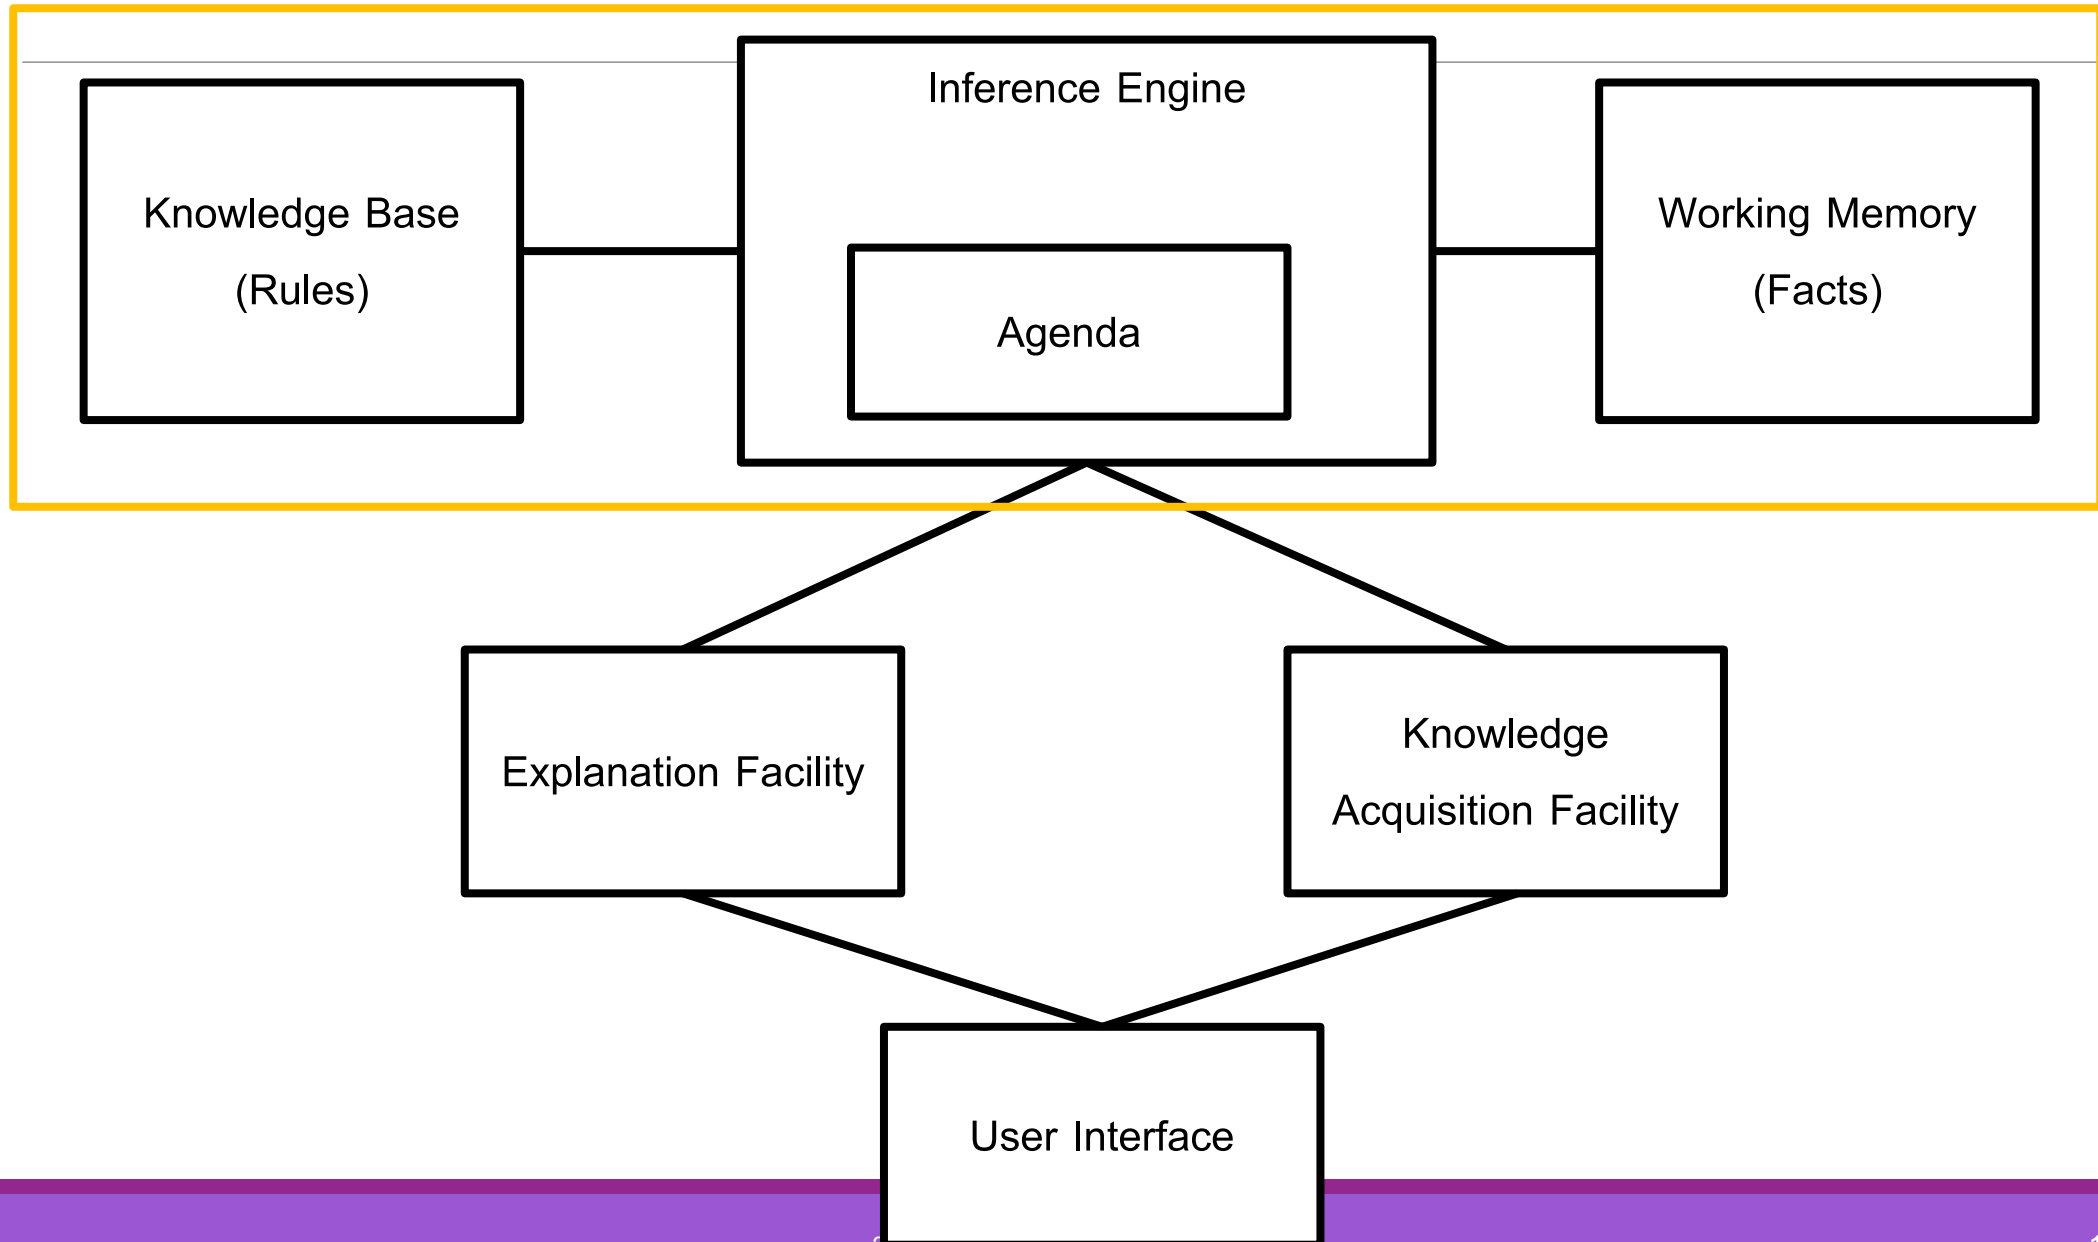 Inference Engine
Knowledge Base
(Rules)
Agenda
Working Memory
(Facts)
Explanation Facility
Knowledge
Acquisition Facility
User Interface